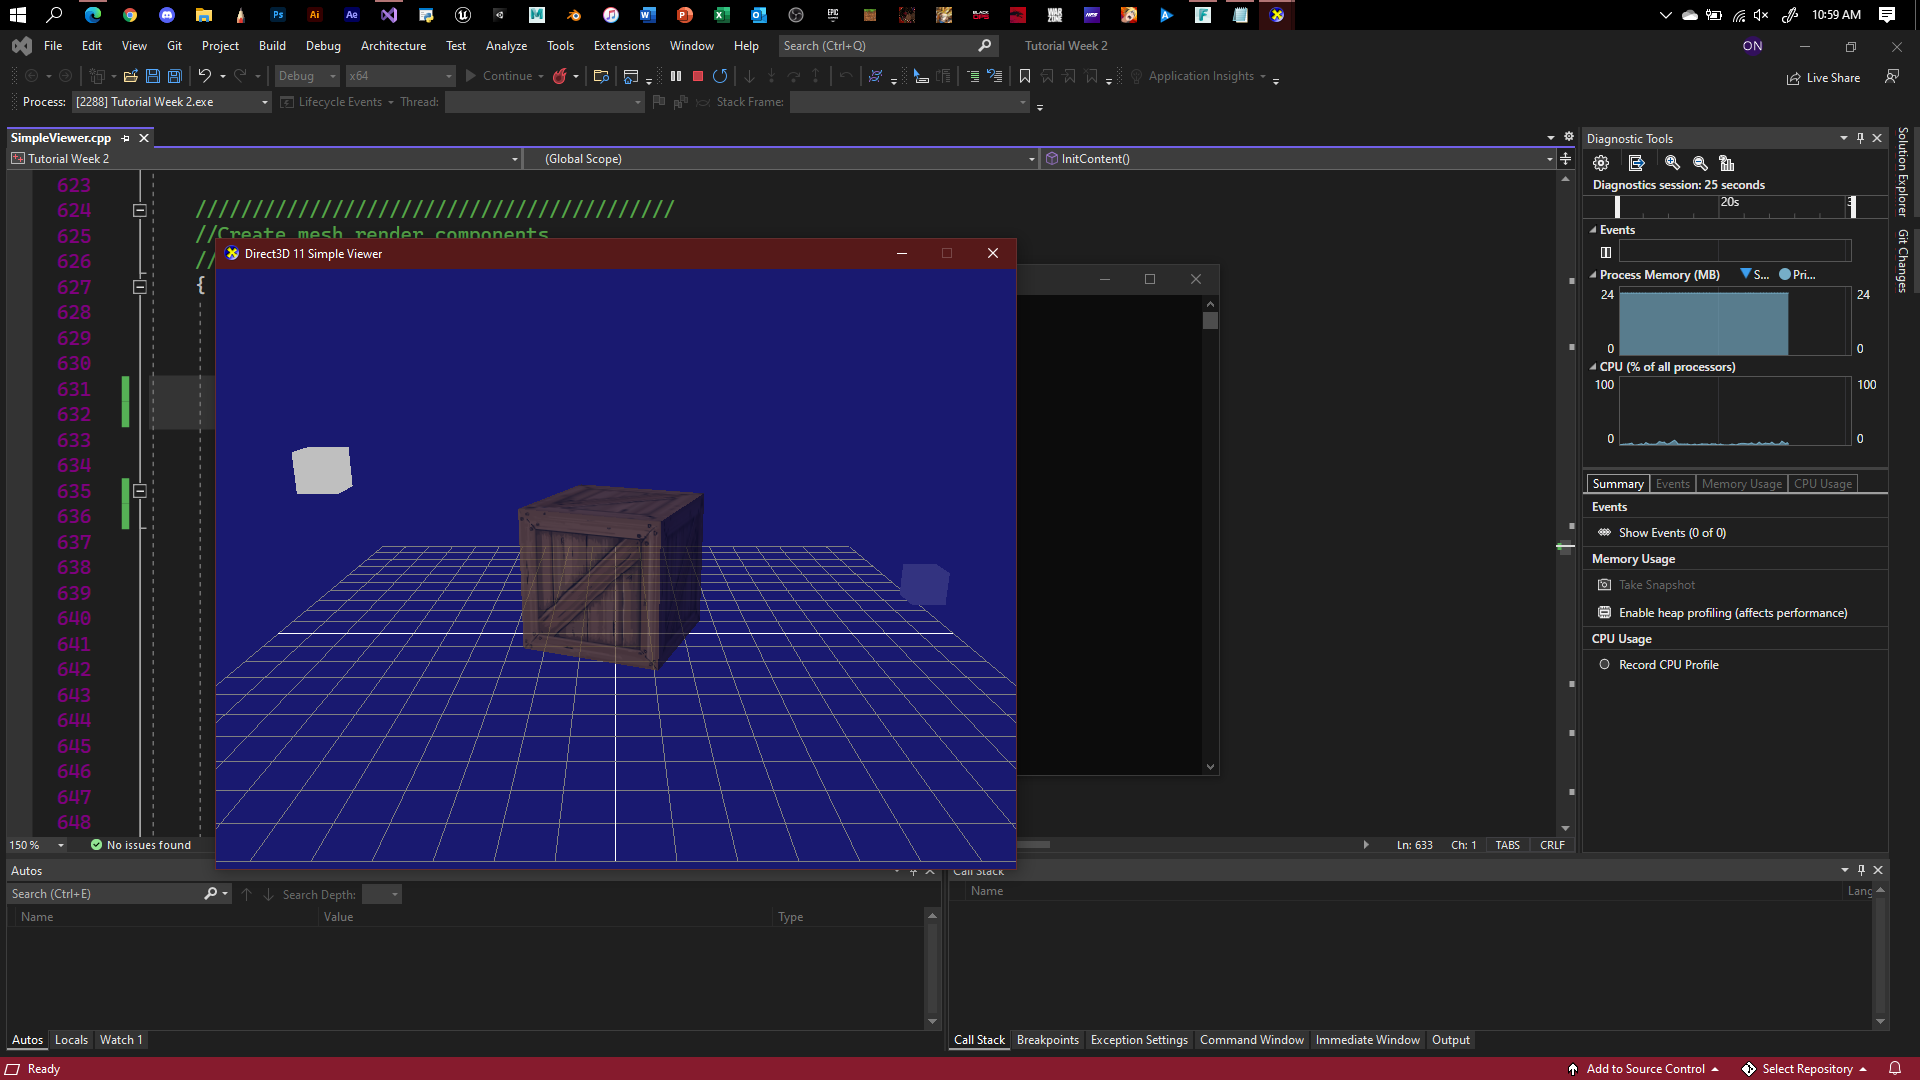 10:59 AM
File Edit View Git Project Build Debug Architecture Test Analyze Tools Extensions Window Help Search (Ctrl+Q) Tutorial Week 2 ON
Debug x64 Continue Application Insights Live Share
Process: [2288] Tutorial Week 2.exe Lifecycle Events Thread: Stack Frame:
SimpleViewer.cpp
Tutorial Week 2 (Global Scope) InitContent()
623
624 //////////////////////////////////////////
625 //Create mesh render components
626 //
627 {
628
629
630
631
632
633
634
635
636
637
638
639
640
641
642
643
644
645
646
647
648
Direct3D 11 Simple Viewer
150 % No issues found Ln: 633 Ch: 1 TABS CRLF
Diagnostic Tools
Diagnostics session: 25 seconds
20s
Events
Process Memory (MB) S... Pri...
24 24
0 0
CPU (% of all processors)
100 100
0 0
Summary Events Memory Usage CPU Usage
Events
Show Events (0 of 0)
Memory Usage
Take Snapshot
Enable heap profiling (affects performance)
CPU Usage
Record CPU Profile
Solution Explorer
Git Changes
Autos
Search (Ctrl+E) Search Depth:
Name Value Type
Autos Locals Watch 1
Call Stack
Name Lang
Call Stack Breakpoints Exception Settings Command Window Immediate Window Output
Ready Add to Source Control Select Repository